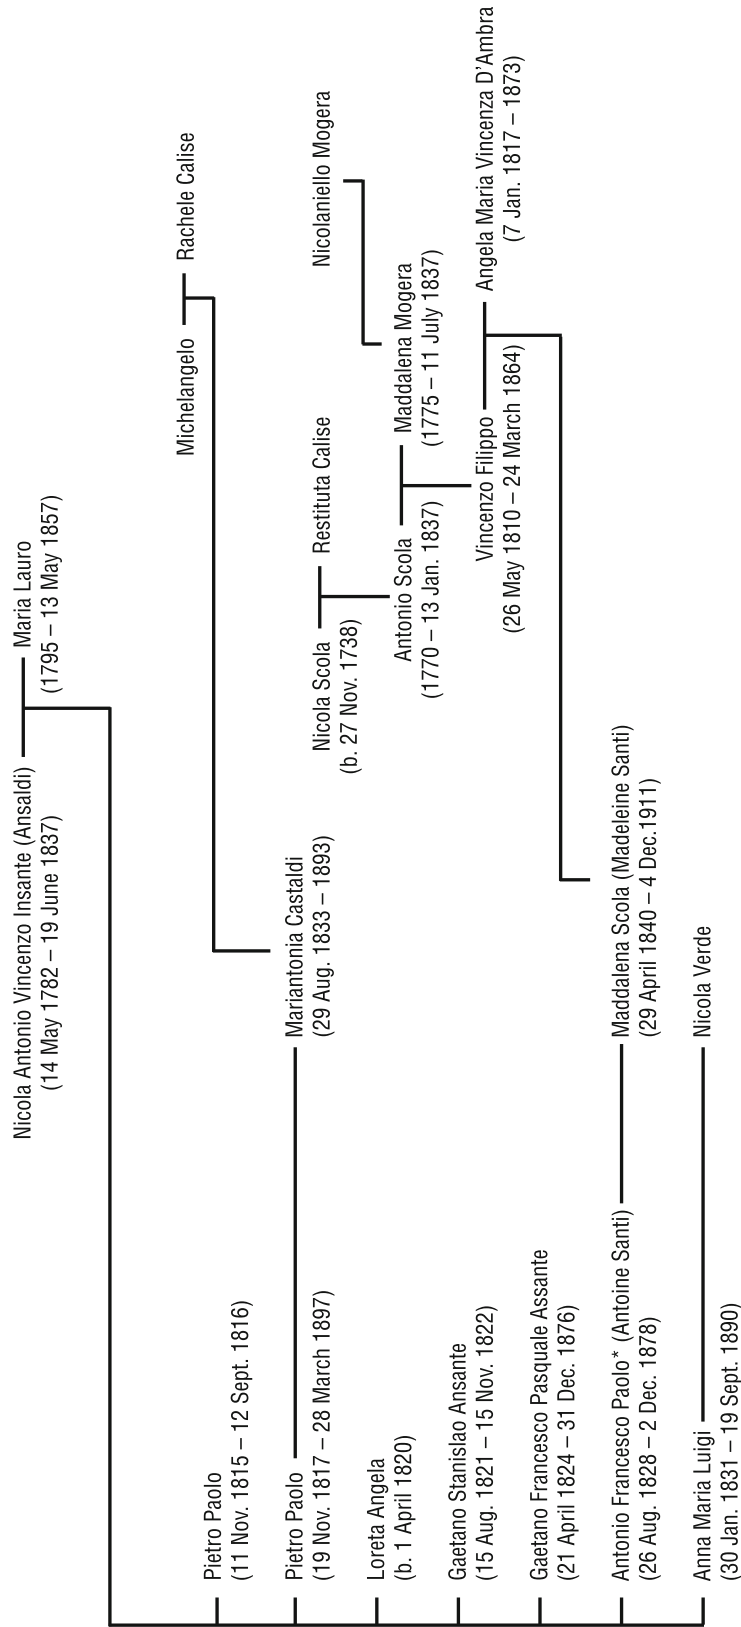 Nicola Antonio Vincenzo Insante (Ansaldi)
(14 May 1782 – 19 June 1837)
Maria Lauro
(1795 – 13 May 1857)
Michelangelo
Rachele Calise
Pietro Paolo
(11 Nov. 1815 – 12 Sept. 1816)
Pietro Paolo
(19 Nov. 1817 – 28 March 1897)
Mariantonia Castaldi
(29 Aug. 1833 – 1893)
Nicola Scola
(b. 27 Nov. 1738)
Restituta Calise
Nicolaniello Mogera
Loreta Angela
(b. 1 April 1820)
Antonio Scola
(1770 – 13 Jan. 1837)
Maddalena Mogera
(1775 – 11 July 1837)
Gaetano Stanislao Ansante
(15 Aug. 1821 – 15 Nov. 1822)
Vincenzo Filippo
(26 May 1810 – 24 March 1864)
Angela Maria Vincenza D'Ambra
(7 Jan. 1817 – 1873)
Gaetano Francesco Pasquale Assante
(21 April 1824 – 31 Dec. 1876)
Antonio Francesco Paolo* (Antoine Santi)
(26 Aug. 1828 – 2 Dec. 1878)
Maddalena Scola (Madeleine Santi)
(29 April 1840 – 4 Dec.1911)
Anna Maria Luigi
(30 Jan. 1831 – 19 Sept. 1890)
Nicola Verde